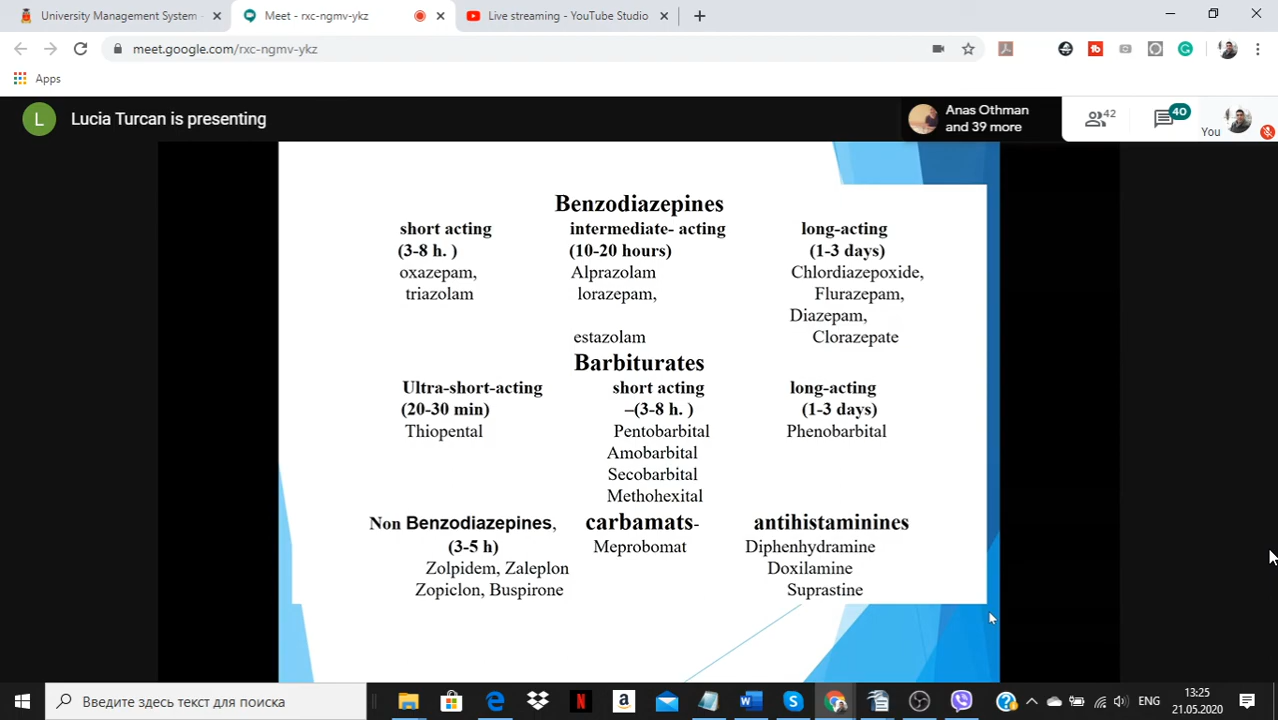 University Management System -
Meet - rxc-ngmv-ykz
Live streaming - YouTube Studio
meet.google.com/rxc-ngmv-ykz
Apps
L
Lucia Turcan is presenting
Anas Othman
and 39 more
42
40
You
Benzodiazepines
short acting intermediate- acting long-acting
(3-8 h. ) (10-20 hours) (1-3 days)
oxazepam, Alprazolam Chlordiazepoxide,
triazolam lorazepam, Flurazepam,
Diazepam,
estazolam Clorazepate
Barbiturates
Ultra-short-acting short acting long-acting
(20-30 min) –(3-8 h. ) (1-3 days)
Thiopental Pentobarbital Phenobarbital
Amobarbital
Secobarbital
Methohexital
Non Benzodiazepines, carbamats- antihistaminines
(3-5 h) Meprobomat Diphenhydramine
Zolpidem, Zaleplon Doxilamine
Zopiclon, Buspirone Suprastine
Введите здесь текст для поиска
ENG
13:25
21.05.2020